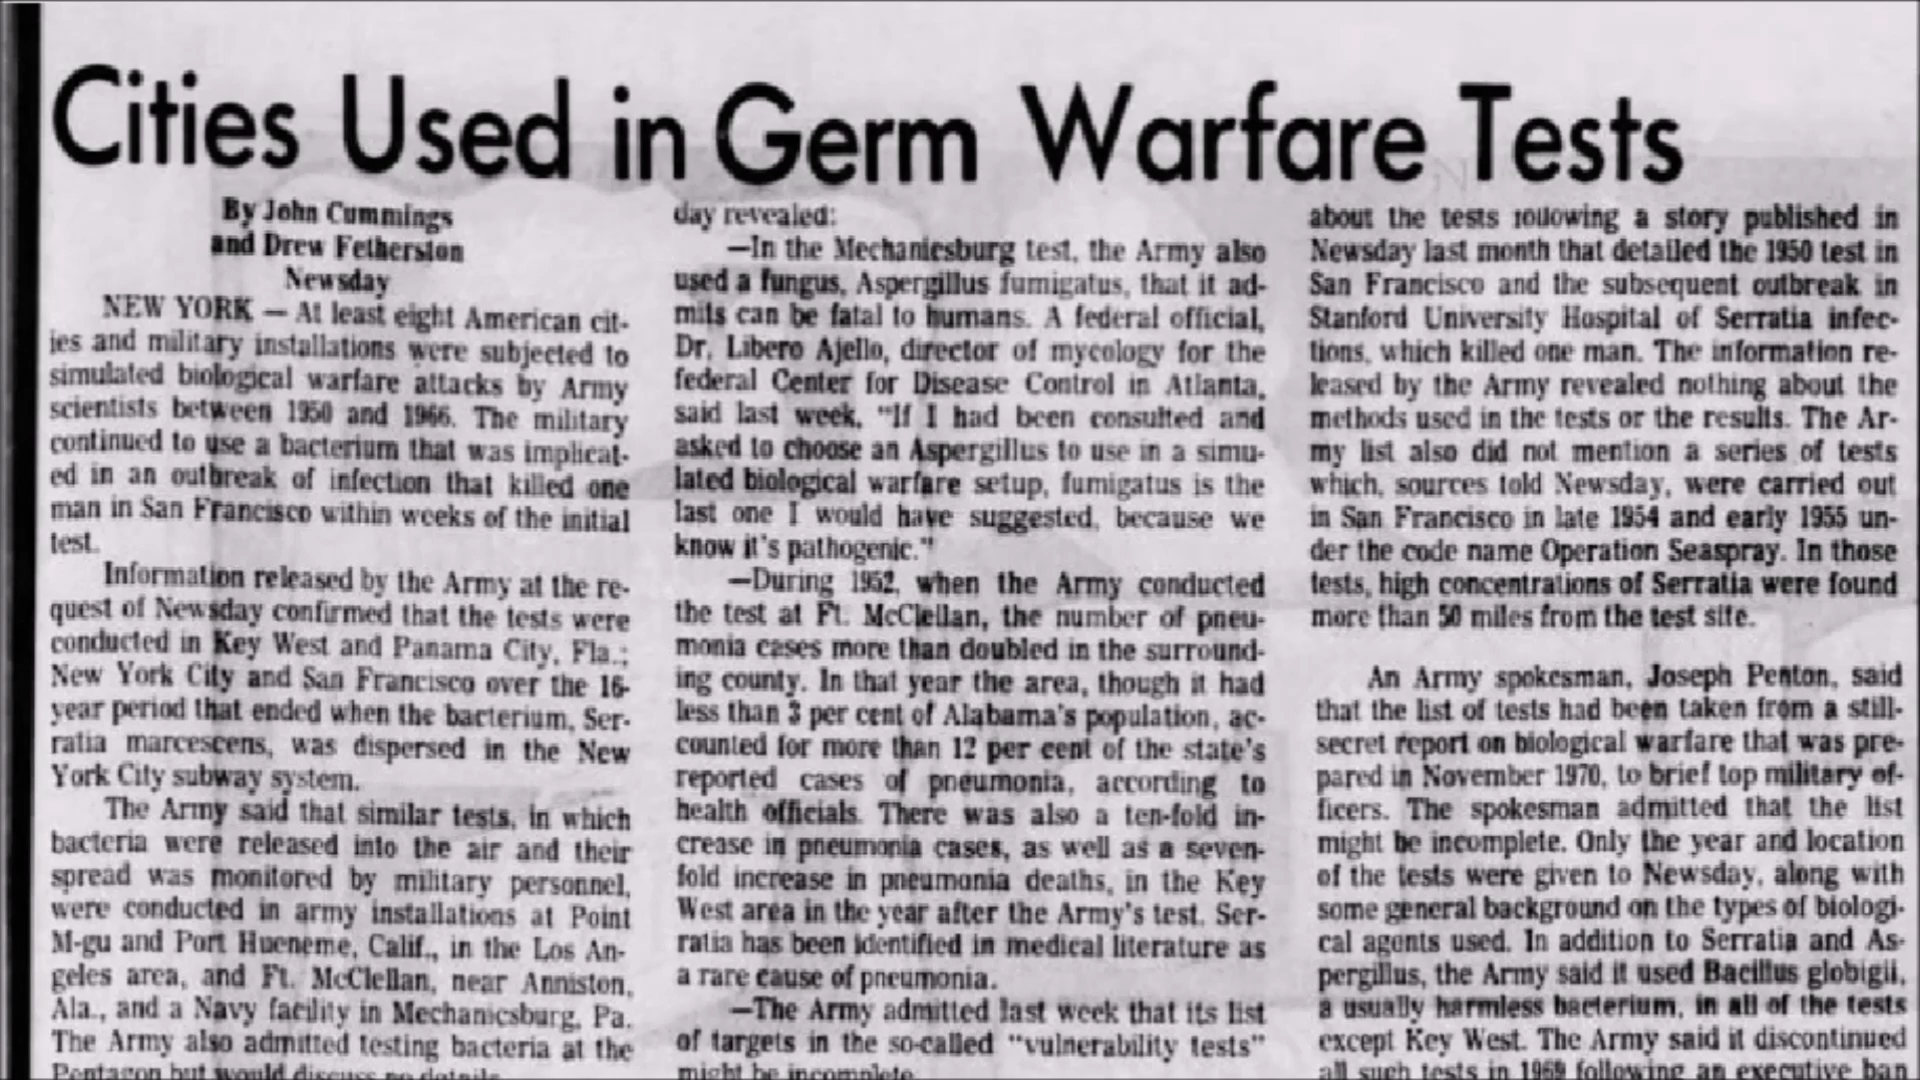 Cities Used in Germ Warfare Tests
By John Cummings
and Drew Fetherston
Newsday
NEW YORK — At least eight American cit-
ies and military installations were subjected to
simulated biological warfare attacks by Army
scientists between 1950 and 1966. The military
continued to use a bacterium that was implicat-
ed in an outbreak of infection that killed one
man in San Francisco within weeks of the initial
test.
Information released by the Army at the re-
quest of Newsday confirmed that the tests were
conducted in Key West and Panama City, Fla.;
New York City and San Francisco over the 16-
year period that ended when the bacterium, Ser-
ratia marcescens, was dispersed in the New
York City subway system.
The Army said that similar tests, in which
bacteria were released into the air and their
spread was monitored by military personnel,
were conducted in army installations at Point
M-gu and Port Hueneme, Calif., in the Los An-
geles area, and Ft. McClellan, near Anniston,
Ala., and a Navy facility in Mechanicsburg, Pa.
The Army also admitted testing bacteria at the
Pentagon but would discuss no details.
day revealed:
—In the Mechanicsburg test, the Army also
used a fungus, Aspergillus fumigatus, that it ad-
mits can be fatal to humans. A federal official,
Dr. Libero Ajello, director of mycology for the
federal Center for Disease Control in Atlanta,
said last week, "If I had been consulted and
asked to choose an Aspergillus to use in a simu-
lated biological warfare setup, fumigatus is the
last one I would have suggested, because we
know it's pathogenic."
—During 1952, when the Army conducted
the test at Ft. McClellan, the number of pneu-
monia cases more than doubled in the surround-
ing county. In that year the area, though it had
less than 3 per cent of Alabama's population, ac-
counted for more than 12 per cent of the state's
reported cases of pneumonia, according to
health officials. There was also a ten-fold in-
crease in pneumonia cases, as well as a seven-
fold increase in pneumonia deaths, in the Key
West area in the year after the Army's test. Ser-
ratia has been identified in medical literature as
a rare cause of pneumonia.
—The Army admitted last week that its list
of targets in the so-called "vulnerability tests"
might be incomplete.
about the tests following a story published in
Newsday last month that detailed the 1950 test in
San Francisco and the subsequent outbreak in
Stanford University Hospital of Serratia infec-
tions, which killed one man. The information re-
leased by the Army revealed nothing about the
methods used in the tests or the results. The Ar-
my list also did not mention a series of tests
which, sources told Newsday, were carried out
in San Francisco in late 1954 and early 1955 un-
der the code name Operation Seaspray. In those
tests, high concentrations of Serratia were found
more than 50 miles from the test site.
An Army spokesman, Joseph Penton, said
that the list of tests had been taken from a still-
secret report on biological warfare that was pre-
pared in November 1970, to brief top military of-
ficers. The spokesman admitted that the list
might be incomplete. Only the year and location
of the tests were given to Newsday, along with
some general background on the types of biologi-
cal agents used. In addition to Serratia and As-
pergillus, the Army said it used Bacillus globigii,
a usually harmless bacterium, in all of the tests
except Key West. The Army said it discontinued
all such tests in 1969 following an executive ban